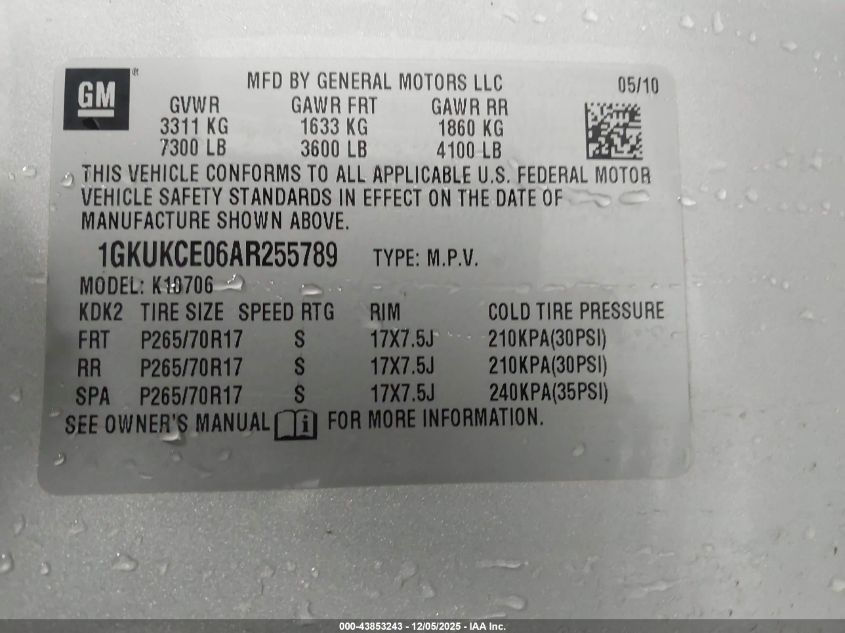 GM®
MFD BY GENERAL MOTORS LLC 05/10
GVWR GAWR FRT GAWR RR
3311 KG 1633 KG 1860 KG
7300 LB 3600 LB 4100 LB
THIS VEHICLE CONFORMS TO ALL APPLICABLE U.S. FEDERAL MOTOR
VEHICLE SAFETY STANDARDS IN EFFECT ON THE DATE OF
MANUFACTURE SHOWN ABOVE.
1GKUKCE06AR255789 TYPE: M.P.V.
MODEL: K10706
KDK2 TIRE SIZE SPEED RTG RIM COLD TIRE PRESSURE
FRT P265/70R17 S 17X7.5J 210KPA(30PSI)
RR P265/70R17 S 17X7.5J 210KPA(30PSI)
SPA P265/70R17 S 17X7.5J 240KPA(35PSI)
SEE OWNER'S MANUAL i FOR MORE INFORMATION.
000-43853243 - 12/05/2025 - IAA Inc.